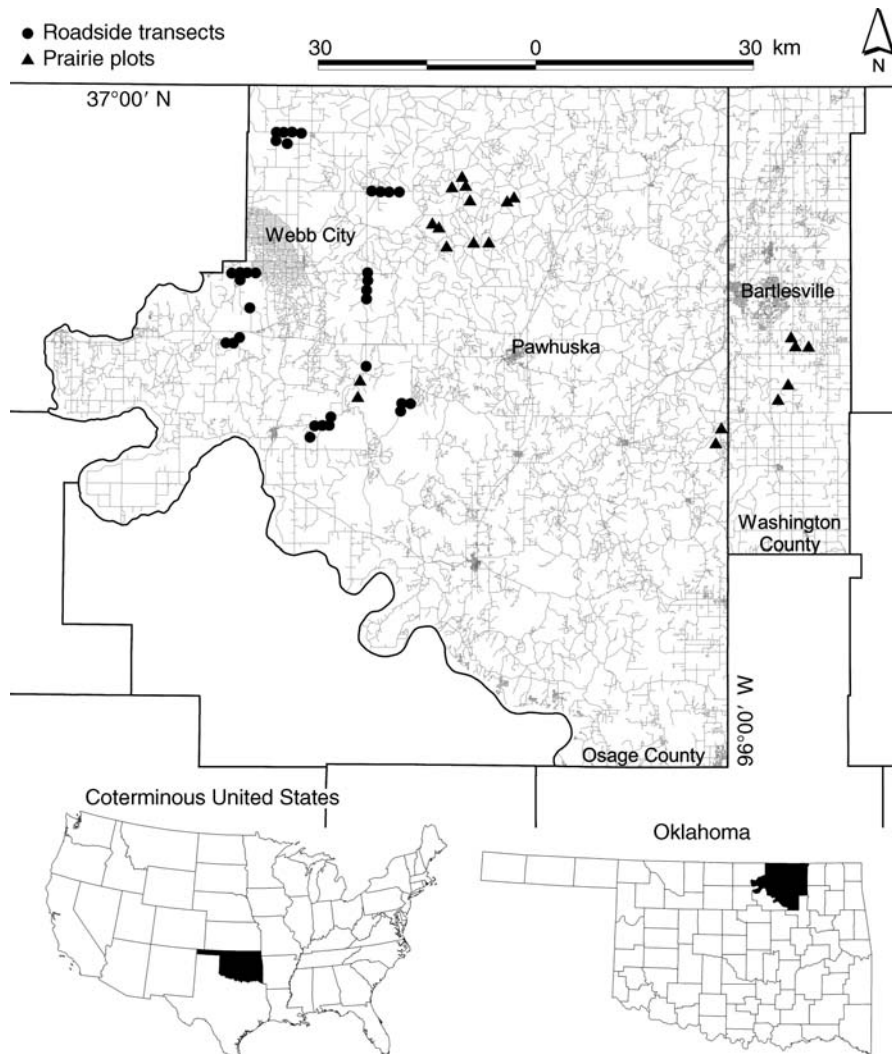 Roadside transects
Prairie plots
30 0 30 km
N
37°00′ N
Webb City
Bartlesville
Pawhuska
Washington
County
96°00′ W
Osage County
Coterminous United States
Oklahoma